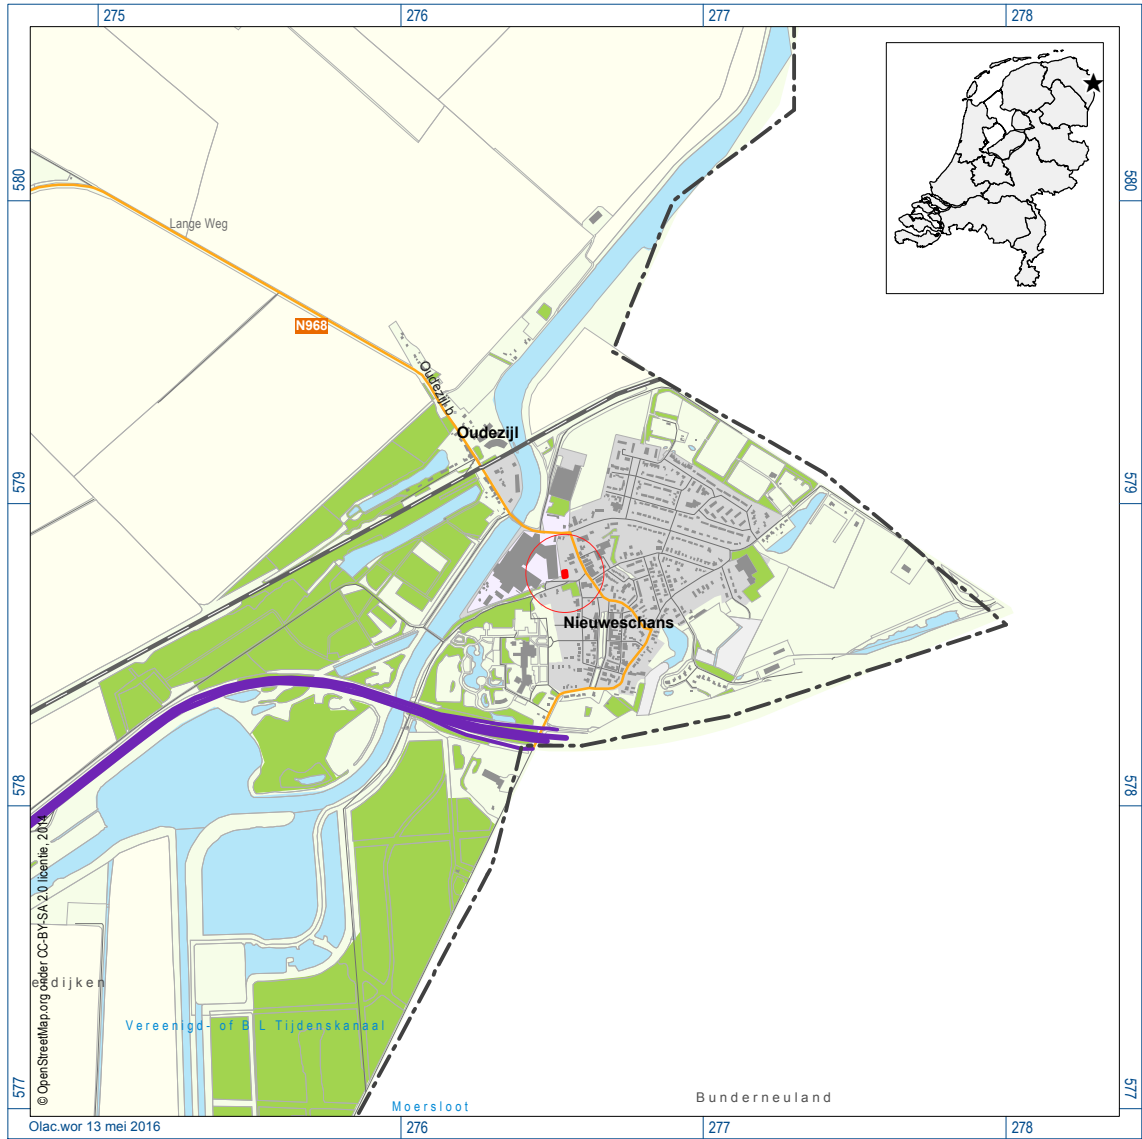 275 276 277 278
580 580
Lange Weg
N968
Oudezijl b
Oudezijl
579 579
Nieuweschans
578 578
© OpenStreetMap.org onder CC-BY-SA 2.0 licentie, 2014
e dijken
Vereenigd- of B L Tijdenskanaal
577 577
Bunderneuland
Moersloot
276 277 278
Olac.wor 13 mei 2016